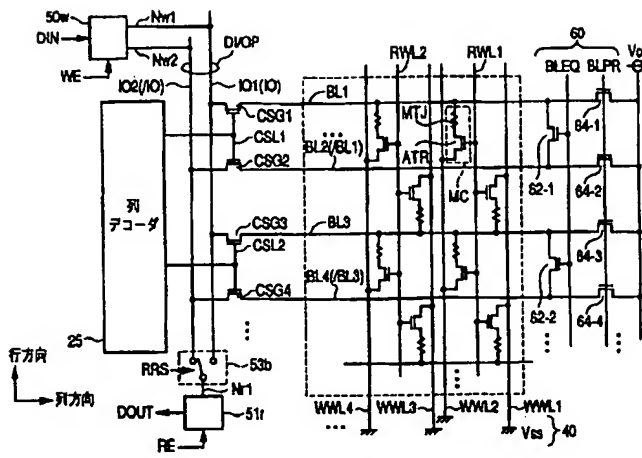 50w
Nw1
DIN
Nw2
DI/OP
WE
IO2(/IO)
IO1(IO)
RWL2
RWL1
60
BLEQ
BLPR
BL1
CSG1
CSL1
MTJ
ATR
MC
64-1
62-1
BL2(/BL1)
CSG2
64-2
列
デコーダ
CSG3
CSL2
BL3
64-3
BL4(/BL3)
CSG4
62-2
64-4
25
行方向
列方向
RRS
53b
Nr1
DOUT
51r
RE
WWL4
WWL3
WWL2
WWL1
Vss
40